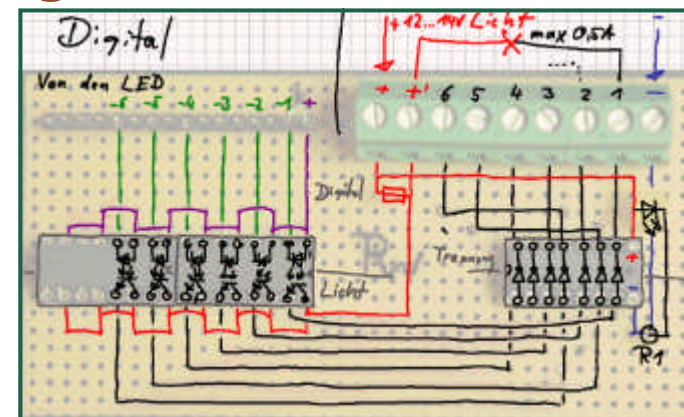 Digital
+12...14V Licht
max 0,5A
.....
Von den LED
-6 -5 -4 -3 -2 -1 +
+ +' 6 5 4 3 2 1 -
Digital
Licht
+
-
R1